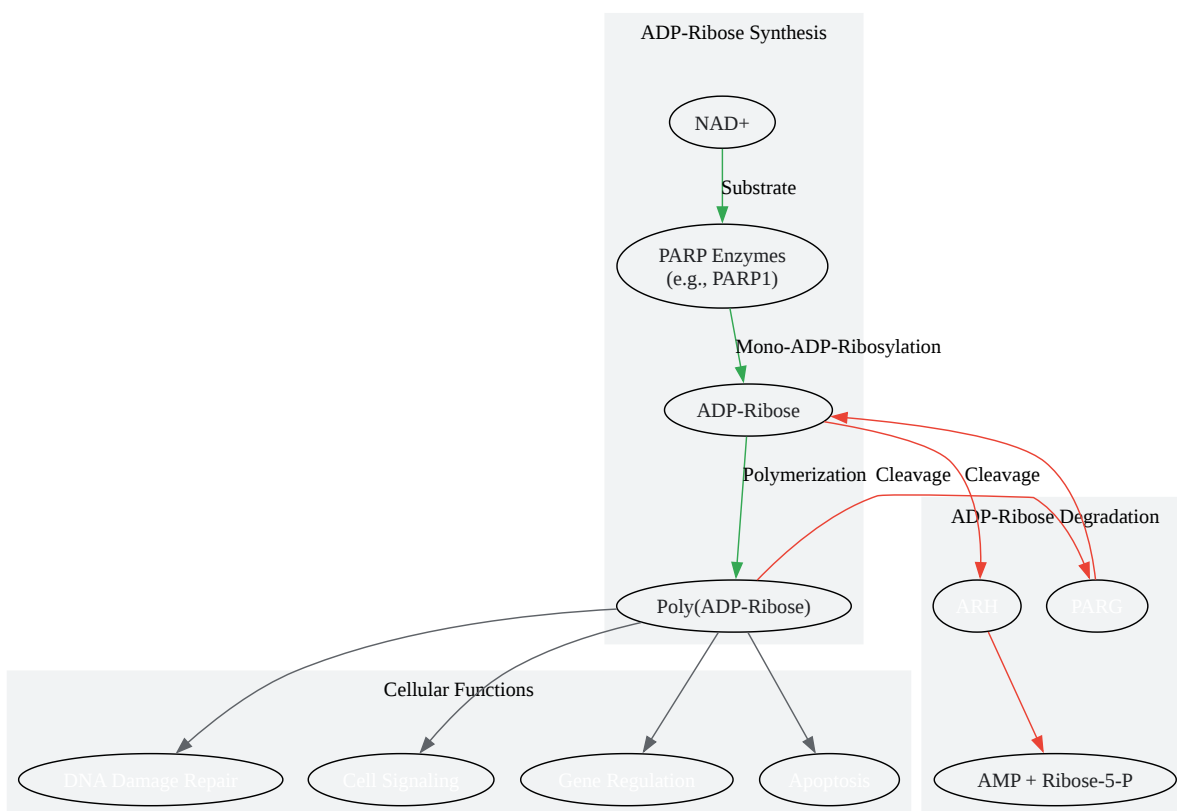 ADP-Ribose Synthesis
NAD+
Substrate
PARP Enzymes
(e.g., PARP1)
Mono-ADP-Ribosylation
ADP-Ribose
Polymerization
Cleavage
Cleavage
ADP-Ribose Degradation
Poly(ADP-Ribose)
ARH
PARG
Cellular Functions
DNA Damage Repair
Cell Signaling
Gene Regulation
Apoptosis
AMP + Ribose-5-P